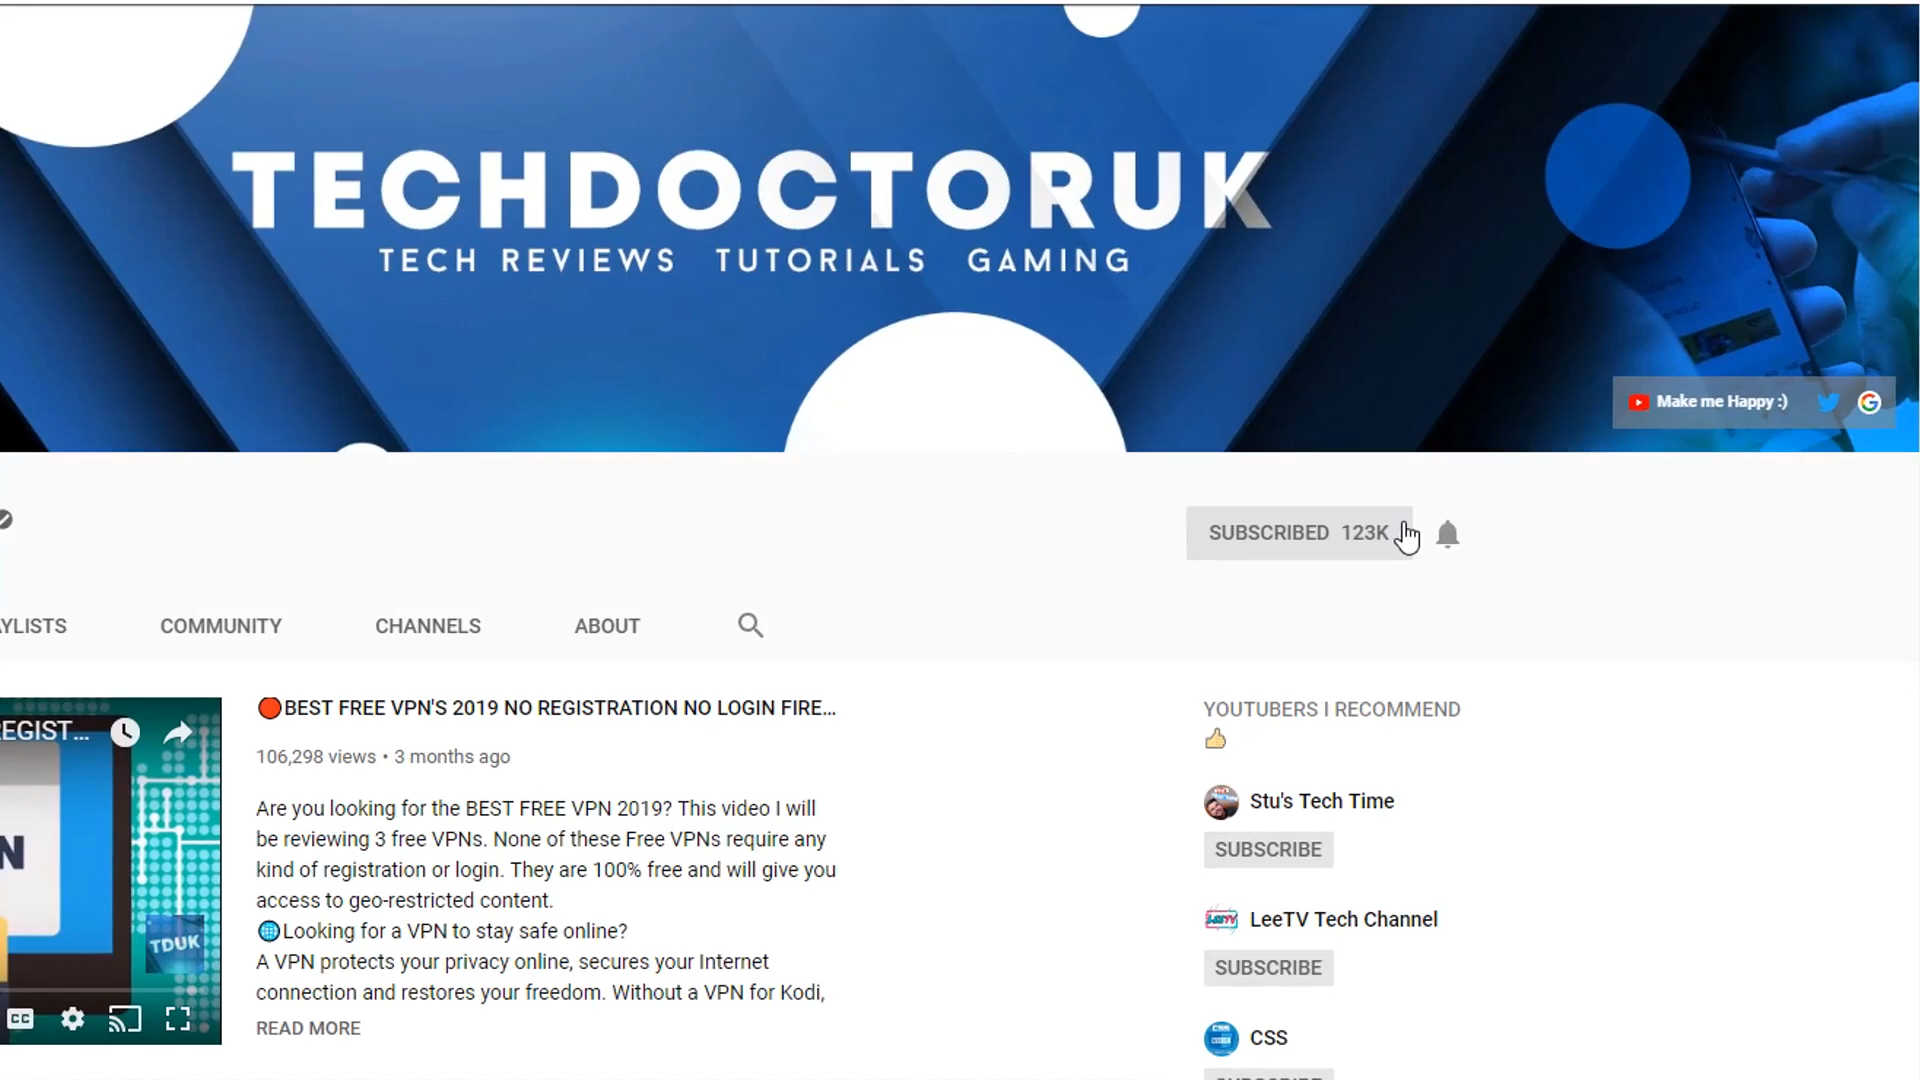 TECHDOCTORUK
TECH REVIEWS TUTORIALS GAMING
Make me Happy :)
SUBSCRIBED 123K
YLISTS COMMUNITY CHANNELS ABOUT
EGIST...
N
TDUK
CC
BEST FREE VPN'S 2019 NO REGISTRATION NO LOGIN FIRE...
106,298 views • 3 months ago
Are you looking for the BEST FREE VPN 2019? This video I will
be reviewing 3 free VPNs. None of these Free VPNs require any
kind of registration or login. They are 100% free and will give you
access to geo-restricted content.
Looking for a VPN to stay safe online?
A VPN protects your privacy online, secures your Internet
connection and restores your freedom. Without a VPN for Kodi,
READ MORE
YOUTUBERS I RECOMMEND
Stu's Tech Time
SUBSCRIBE
LeeTV Tech Channel
SUBSCRIBE
CSS
SUBSCRIBE